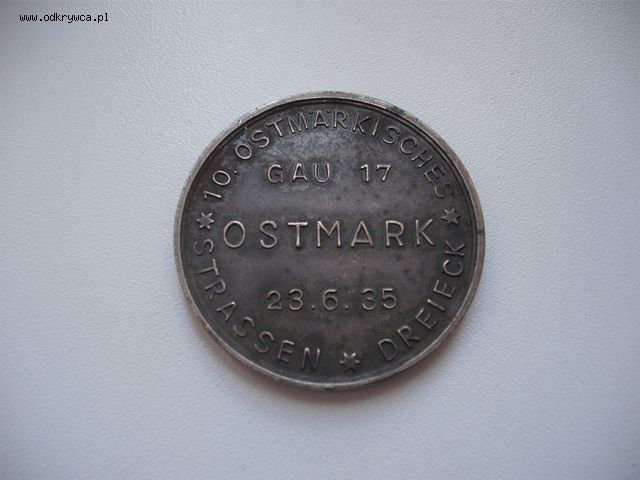 www.odkrywca.pl
10. OSTMÄRKISCHES
GAU 17
OSTMARK
23.6.35
STRASSEN
DREIECK